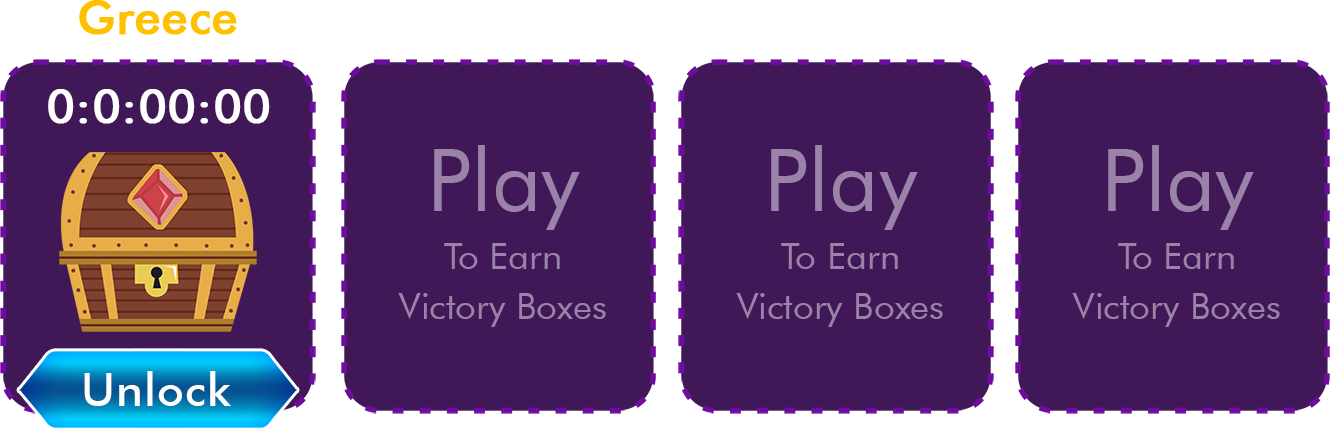 Greece
0:0:00:00
Unlock
Play
To Earn
Victory Boxes
Play
To Earn
Victory Boxes
Play
To Earn
Victory Boxes